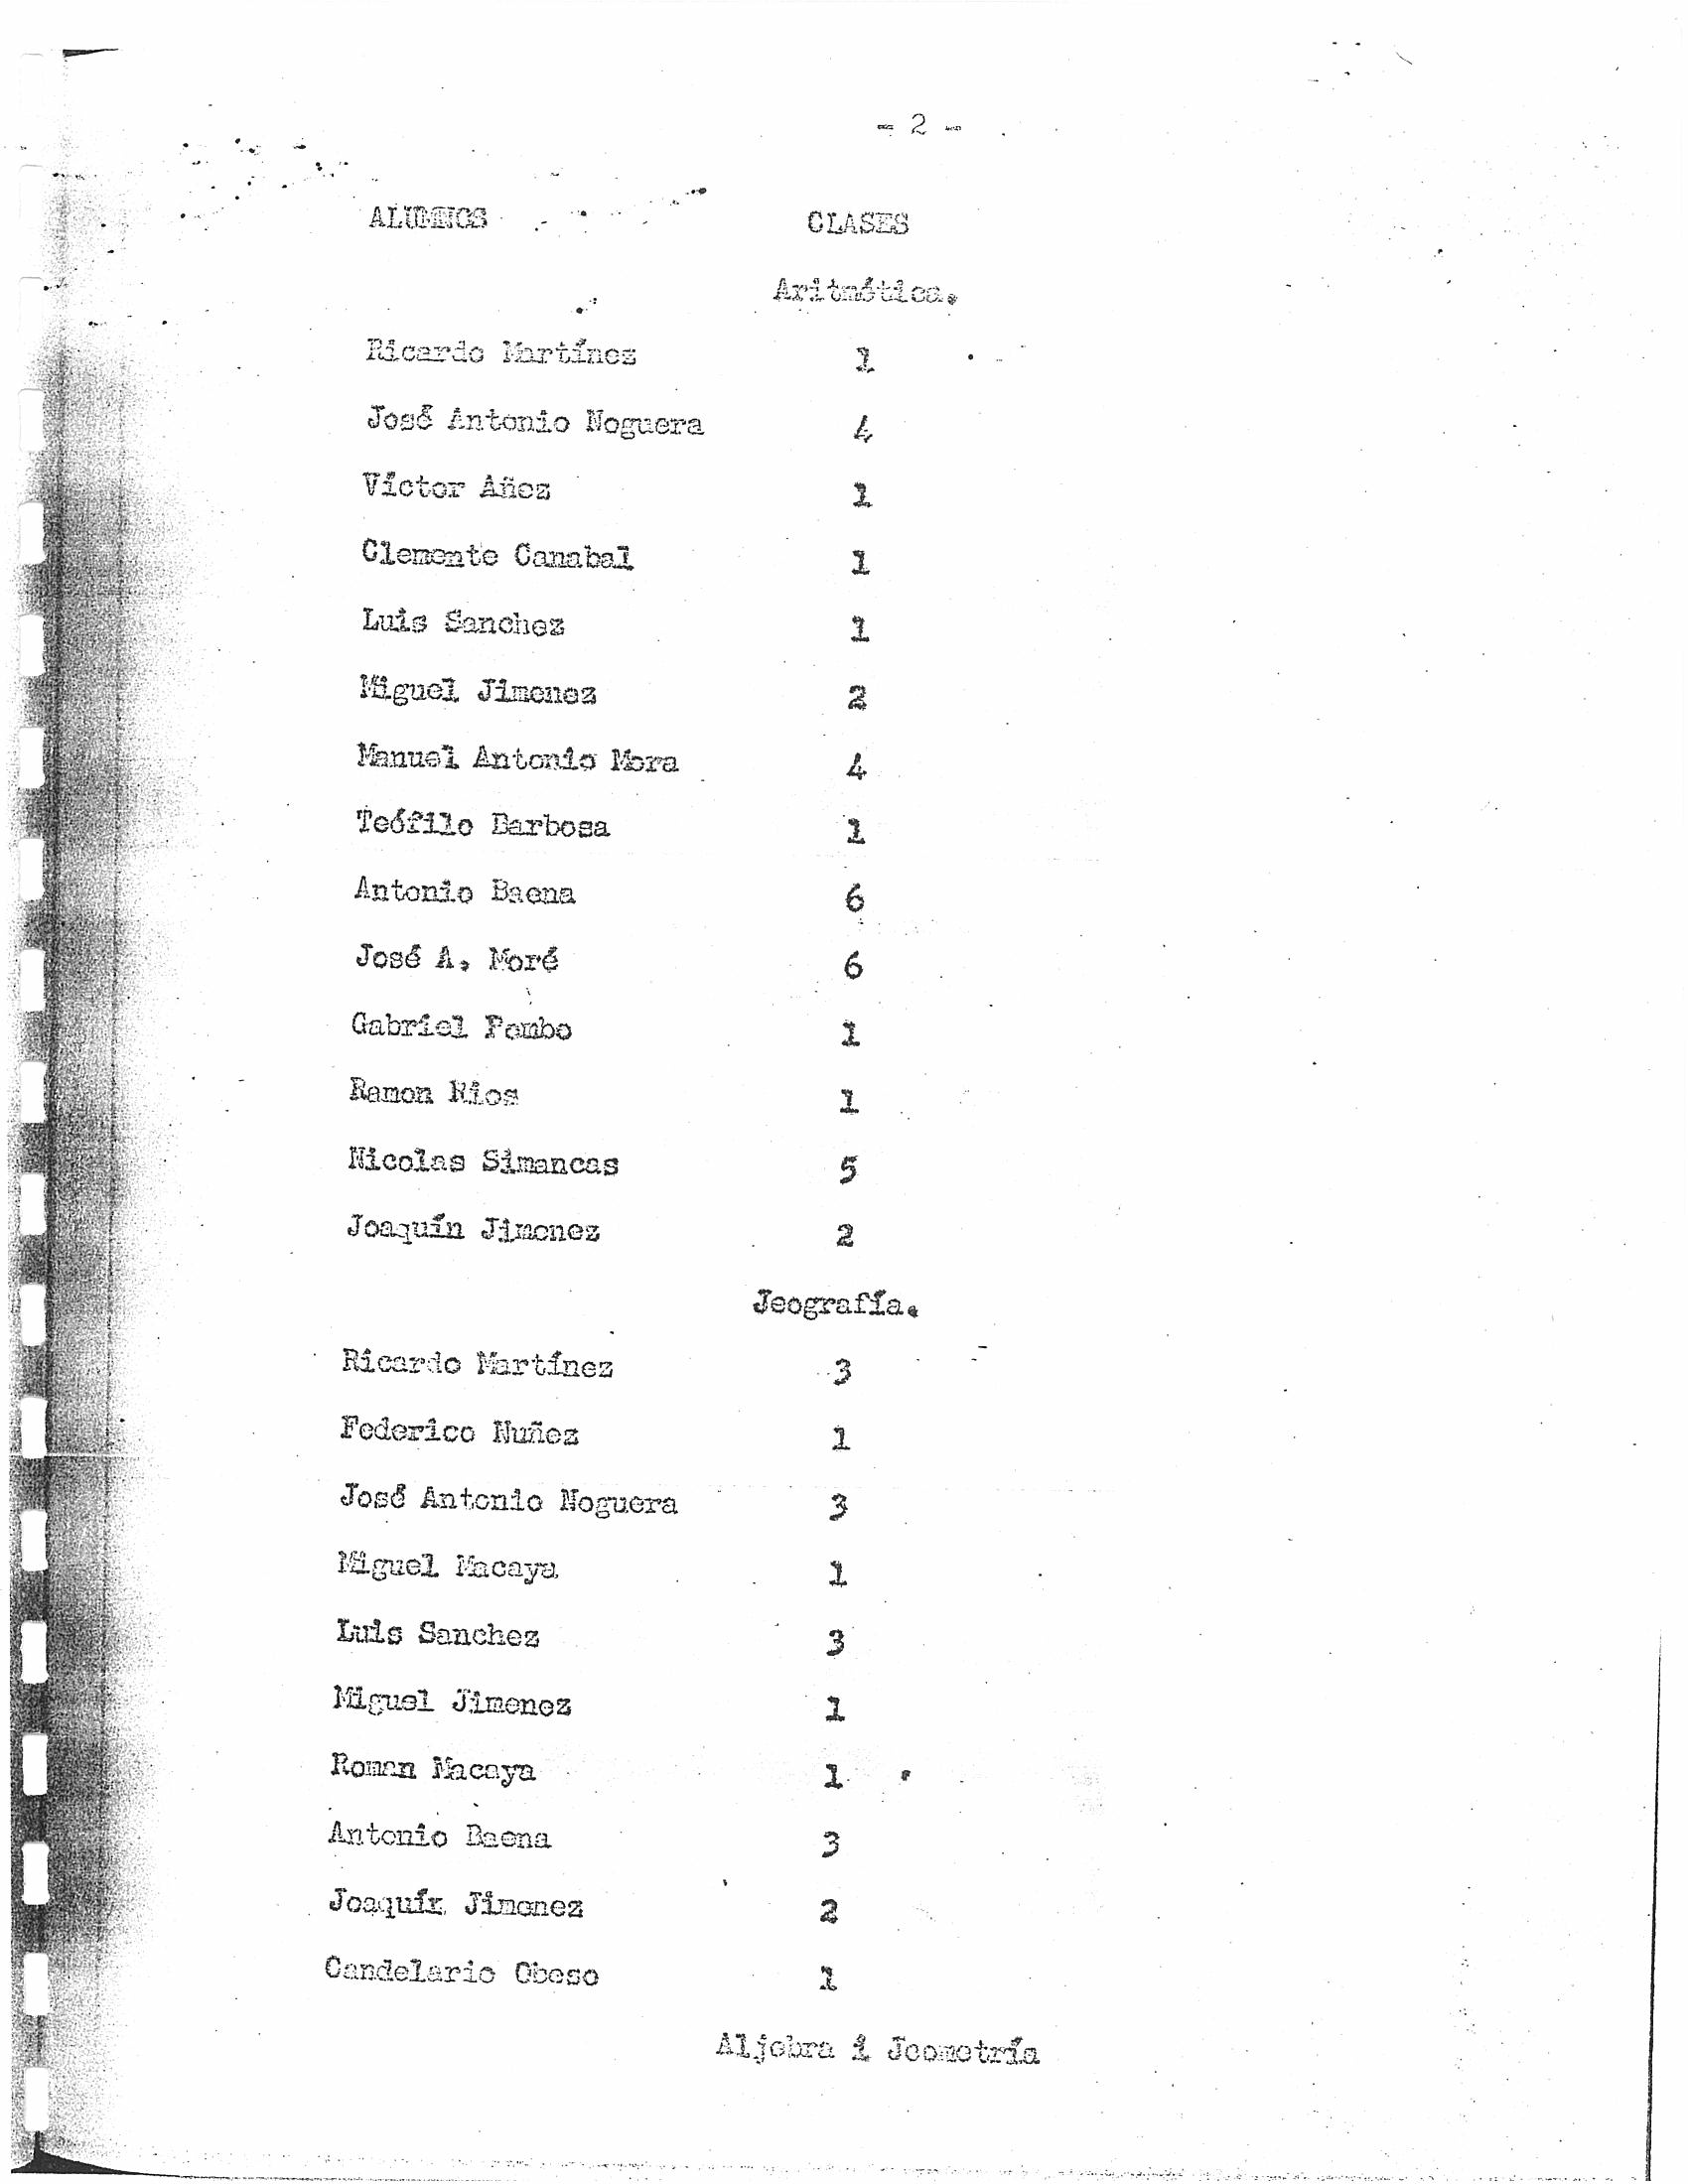 - 2 -
ALUMNOS CLASES
Aritmética.
Ricardo Martínez 1
José Antonio Noguera 4
Víctor Añez 1
Clemente Canabal 1
Luis Sanchez 1
Miguel Jimenez 2
Manuel Antonio Mora 4
Teófilo Barbosa 1
Antonio Baena 6
José A. Moré 6
Gabriel Pombo 1
Ramon Rios 1
Nicolas Simancas 5
Joaquín Jimenez 2
Jeografía.
Ricardo Martínez 3
Federico Nuñez 1
José Antonio Noguera 3
Miguel Macaya 1
Luis Sanchez 3
Miguel Jimenez 1
Roman Macaya 1
Antonio Baena 3
Joaquín Jimenez 2
Candelario Obeso 1
Aljebra i Jeometría